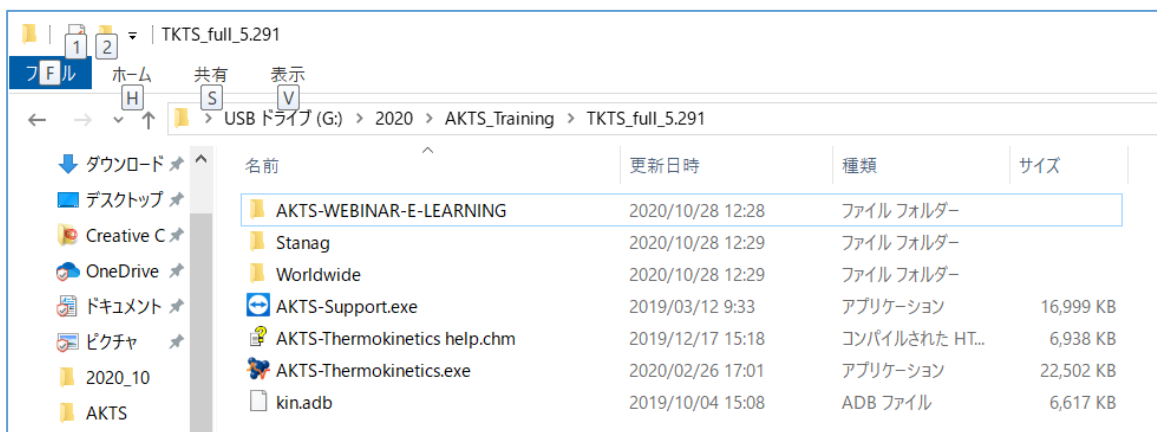 TKTS_full_5.291
1 2
ファイル ホーム 共有 表示
F H S V
USB ドライブ (G:) > 2020 > AKTS_Training > TKTS_full_5.291
ダウンロード
デスクトップ
Creative C
OneDrive
ドキュメント
ピクチャ
2020_10
AKTS
名前 更新日時 種類 サイズ
AKTS-WEBINAR-E-LEARNING 2020/10/28 12:28 ファイル フォルダー
Stanag 2020/10/28 12:29 ファイル フォルダー
Worldwide 2020/10/28 12:29 ファイル フォルダー
AKTS-Support.exe 2019/03/12 9:33 アプリケーション 16,999 KB
AKTS-Thermokinetics help.chm 2019/12/17 15:18 コンパイルされた HT... 6,938 KB
AKTS-Thermokinetics.exe 2020/02/26 17:01 アプリケーション 22,502 KB
kin.adb 2019/10/04 15:08 ADB ファイル 6,617 KB